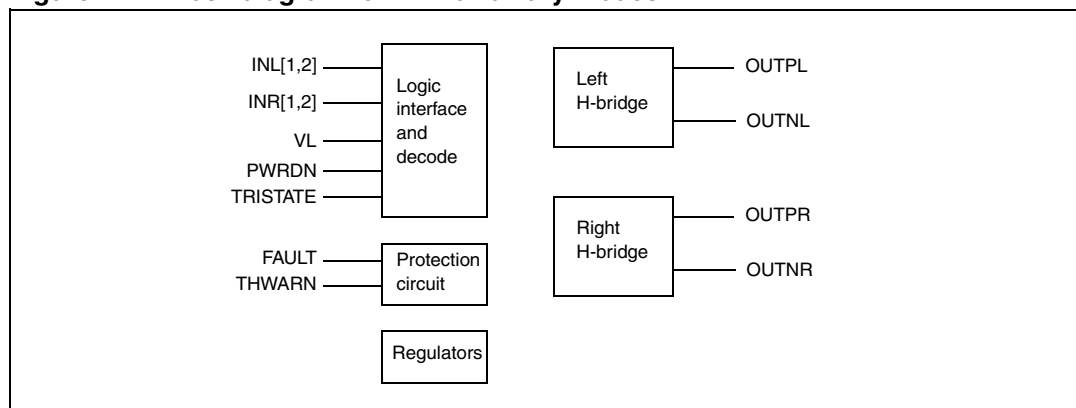 INL[1,2]
INR[1,2]
VL
PWRDN
TRISTATE
Logic
interface
and
decode
FAULT
THWARN
Protection
circuit
Regulators
Left
H-bridge
OUTPL
OUTNL
Right
H-bridge
OUTPR
OUTNR